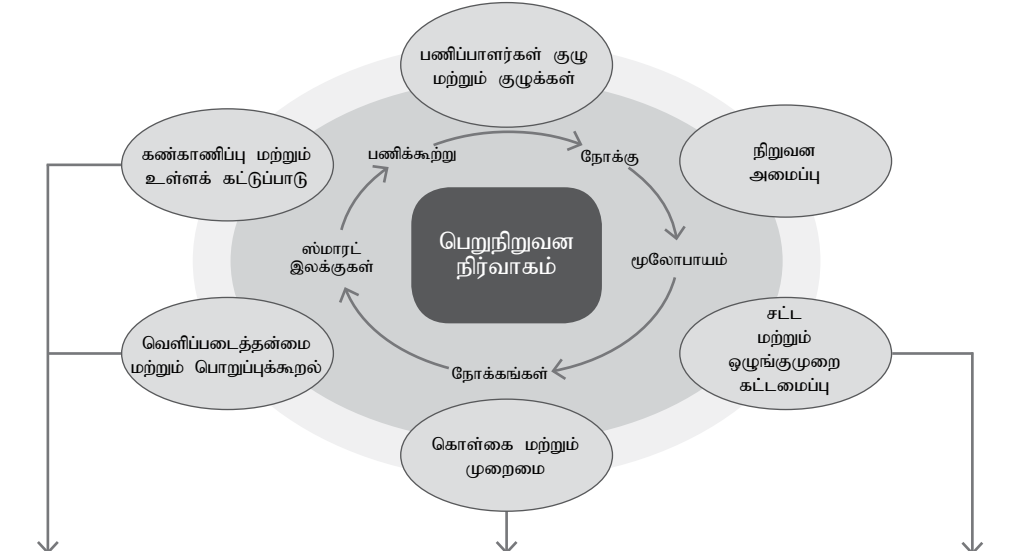 பணிப்பாளர்கள் குழு
மற்றும் குழுக்கள்
கண்காணிப்பு மற்றும்
உள்ளக் கட்டுப்பாடு
பணிக்கூற்று
நோக்கு
நிறுவன
அமைப்பு
ஸ்மாரட்
இலக்குகள்
பெறுநிறுவன
நிர்வாகம்
மூலோபாயம்
வெளிப்படைத்தன்மை
மற்றும் பொறுப்புக்கூறல்
நோக்கங்கள்
சட்ட
மற்றும்
ஒழுங்குமுறை
கட்டமைப்பு
கொள்கை மற்றும்
முறைமை